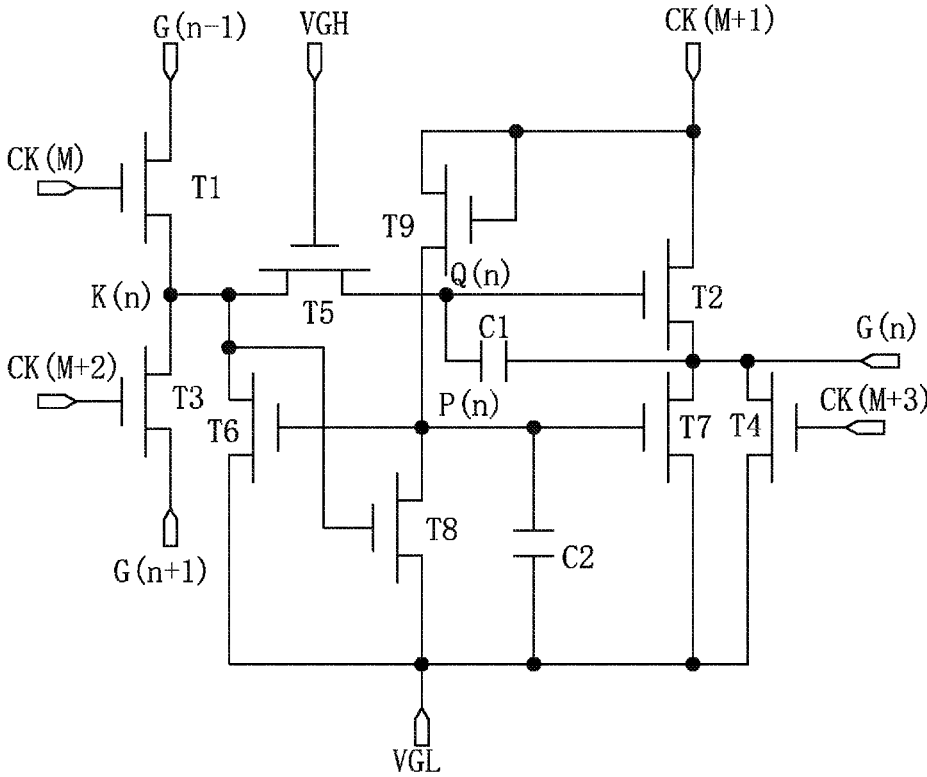 G(n-1)
VGH
CK(M+1)
CK(M)
T1
T9
Q(n)
K(n)
T5
T2
C1
G(n)
CK(M+2)
T3
T6
P(n)
T7
T4
CK(M+3)
T8
C2
G(n+1)
VGL